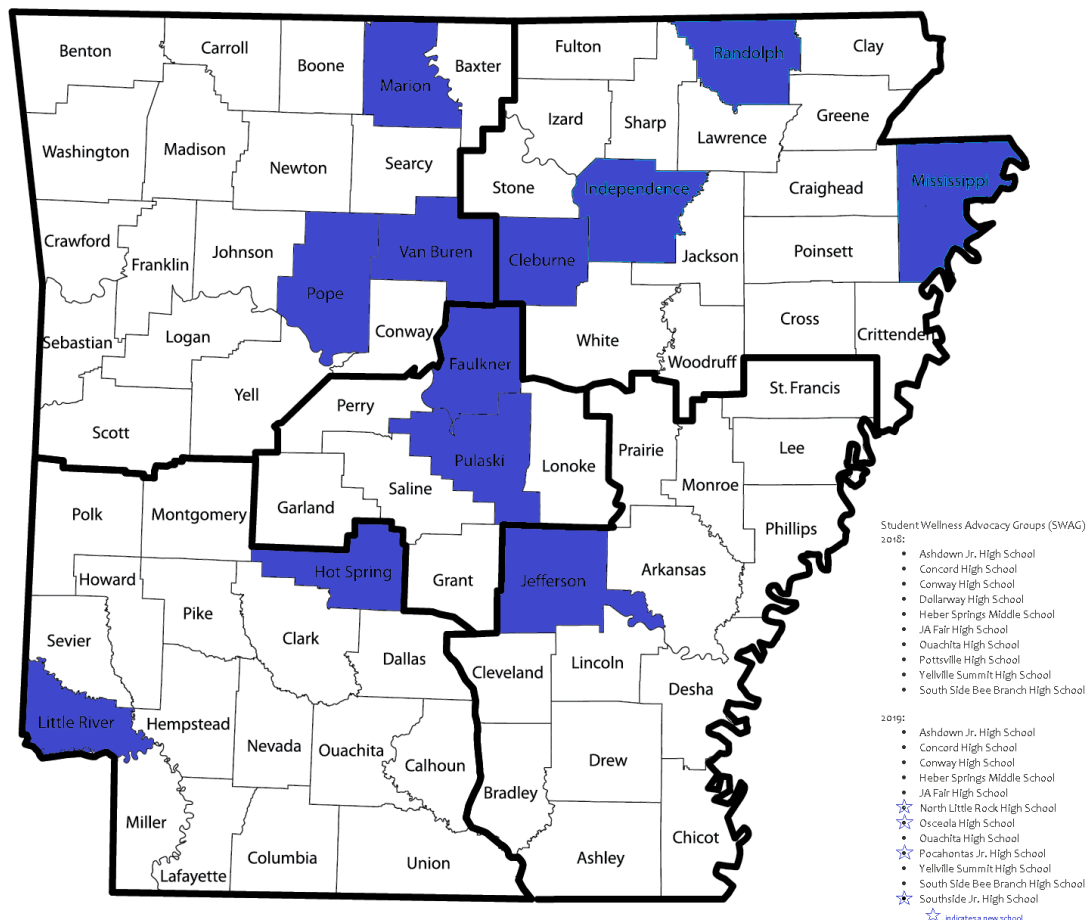 Benton
Carroll
Boone
Marion
Baxter
Fulton
Randolph
Clay
Washington
Madison
Newton
Searcy
Izard
Sharp
Lawrence
Greene
Stone
Independence
Craighead
Mississippi
Crawford
Franklin
Johnson
Pope
Van Buren
Cleburne
Jackson
Poinsett
Sebastian
Logan
Conway
Faulkner
White
Woodruff
Cross
Crittenden
Scott
Yell
Perry
Pulaski
Lonoke
Prairie
St. Francis
Lee
Monroe
Phillips
Polk
Montgomery
Garland
Saline
Hot Spring
Grant
Jefferson
Arkansas
Howard
Pike
Clark
Dallas
Sevier
Cleveland
Lincoln
Desha
Little River
Hempstead
Nevada
Ouachita
Calhoun
Bradley
Drew
Miller
Lafayette
Columbia
Union
Ashley
Chicot
Student Wellness Advocacy Groups (SWAG)
2018:
• Ashdown Jr. High School
• Concord High School
• Conway High School
• Dollarway High School
• Heber Springs Middle School
• JA Fair High School
• Ouachita High School
• Pottsville High School
• Yellville Summit High School
• South Side Bee Branch High School
2019:
• Ashdown Jr. High School
• Concord High School
• Conway High School
• Heber Springs Middle School
• JA Fair High School
• North Little Rock High School
• Osceola High School
• Ouachita High School
• Pocahontas Jr. High School
• Yellville Summit High School
• South Side Bee Branch High School
• Southside Jr. High School
indicates a new school